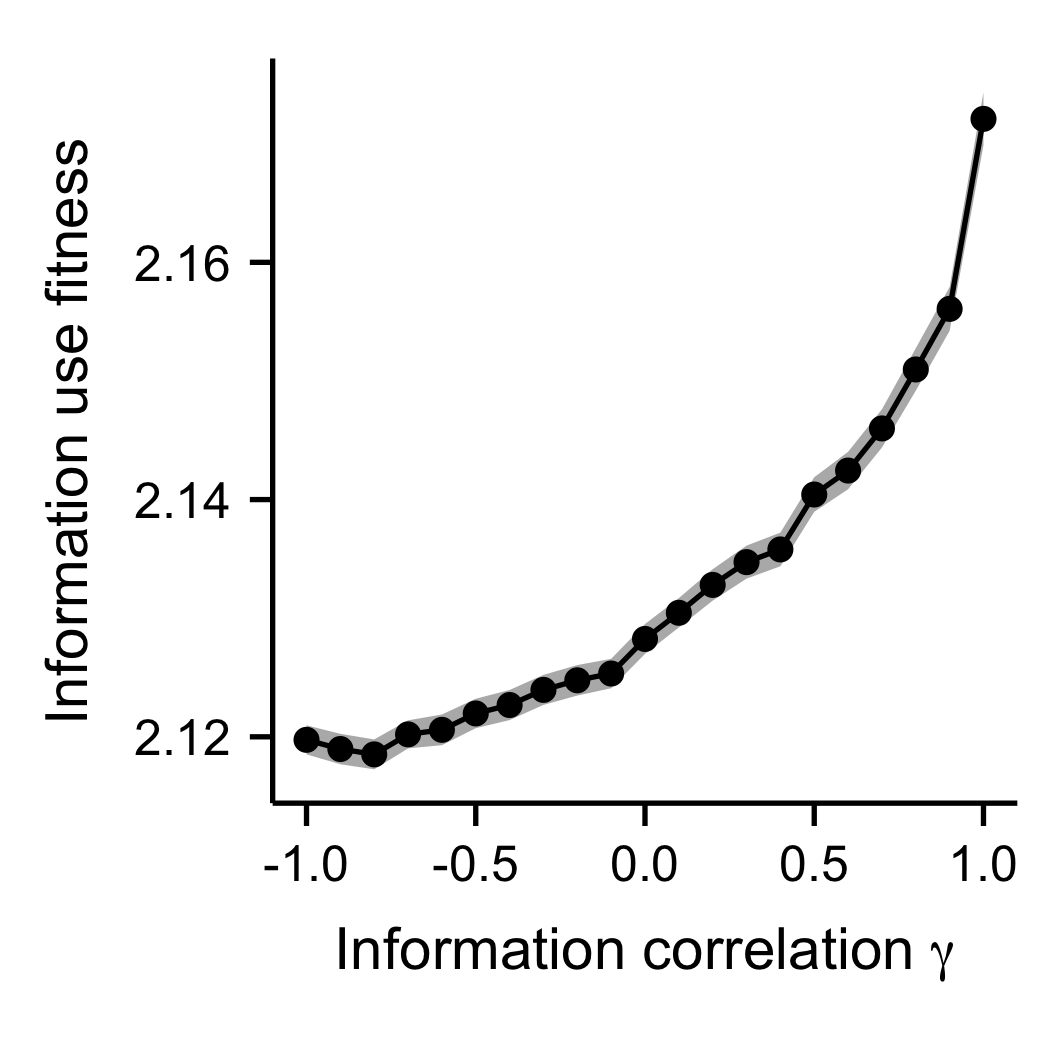 Information use fitness
2.16
2.14
2.12
-1.0 -0.5 0.0 0.5 1.0
Information correlation γ